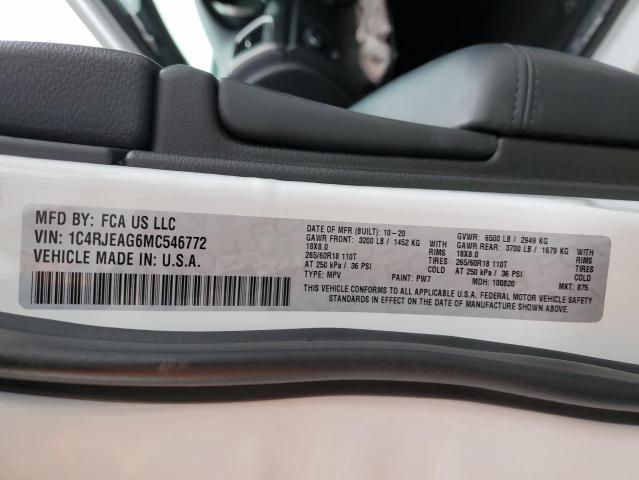 MFD BY: FCA US LLC
VIN: 1C4RJEAG6MC546772
VEHICLE MADE IN U.S.A.
DATE OF MFR (BUILT): 10-20 GVWR: 6500 LB / 2949 KG
GAWR FRONT: 3200 LB / 1452 KG WITH GAWR REAR: 3700 LB / 1679 KG WITH
18X8.0 RIMS 18X8.0 RIMS
265/60R18 110T TIRES 265/60R18 110T TIRES
AT 250 kPa / 36 PSI COLD AT 250 kPa / 36 PSI COLD
TYPE: MPV PAINT: PW7 MDH: 100820 MKT: 875
THIS VEHICLE CONFORMS TO ALL APPLICABLE U.S.A. FEDERAL MOTOR VEHICLE SAFETY
STANDARDS IN EFFECT ON THE DATE OF MANUFACTURE SHOWN ABOVE.